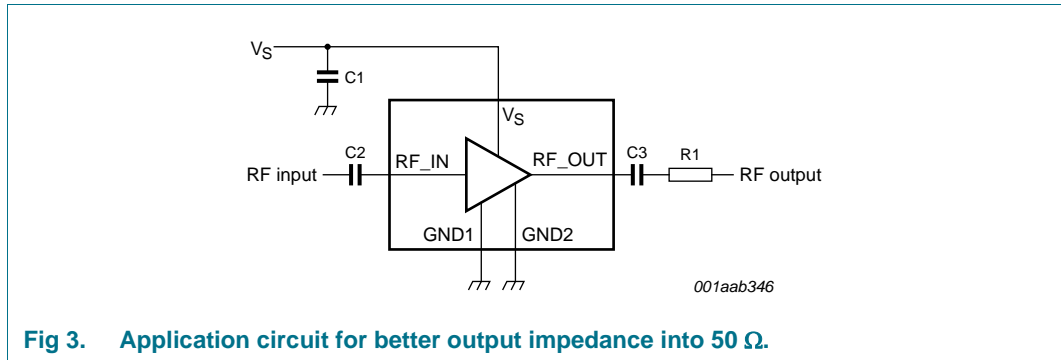 VS
C1
VS
C2
RF_IN
RF_OUT
C3
R1
RF input
RF output
GND1
GND2
001aab346
Fig 3. Application circuit for better output impedance into 50 Ω.